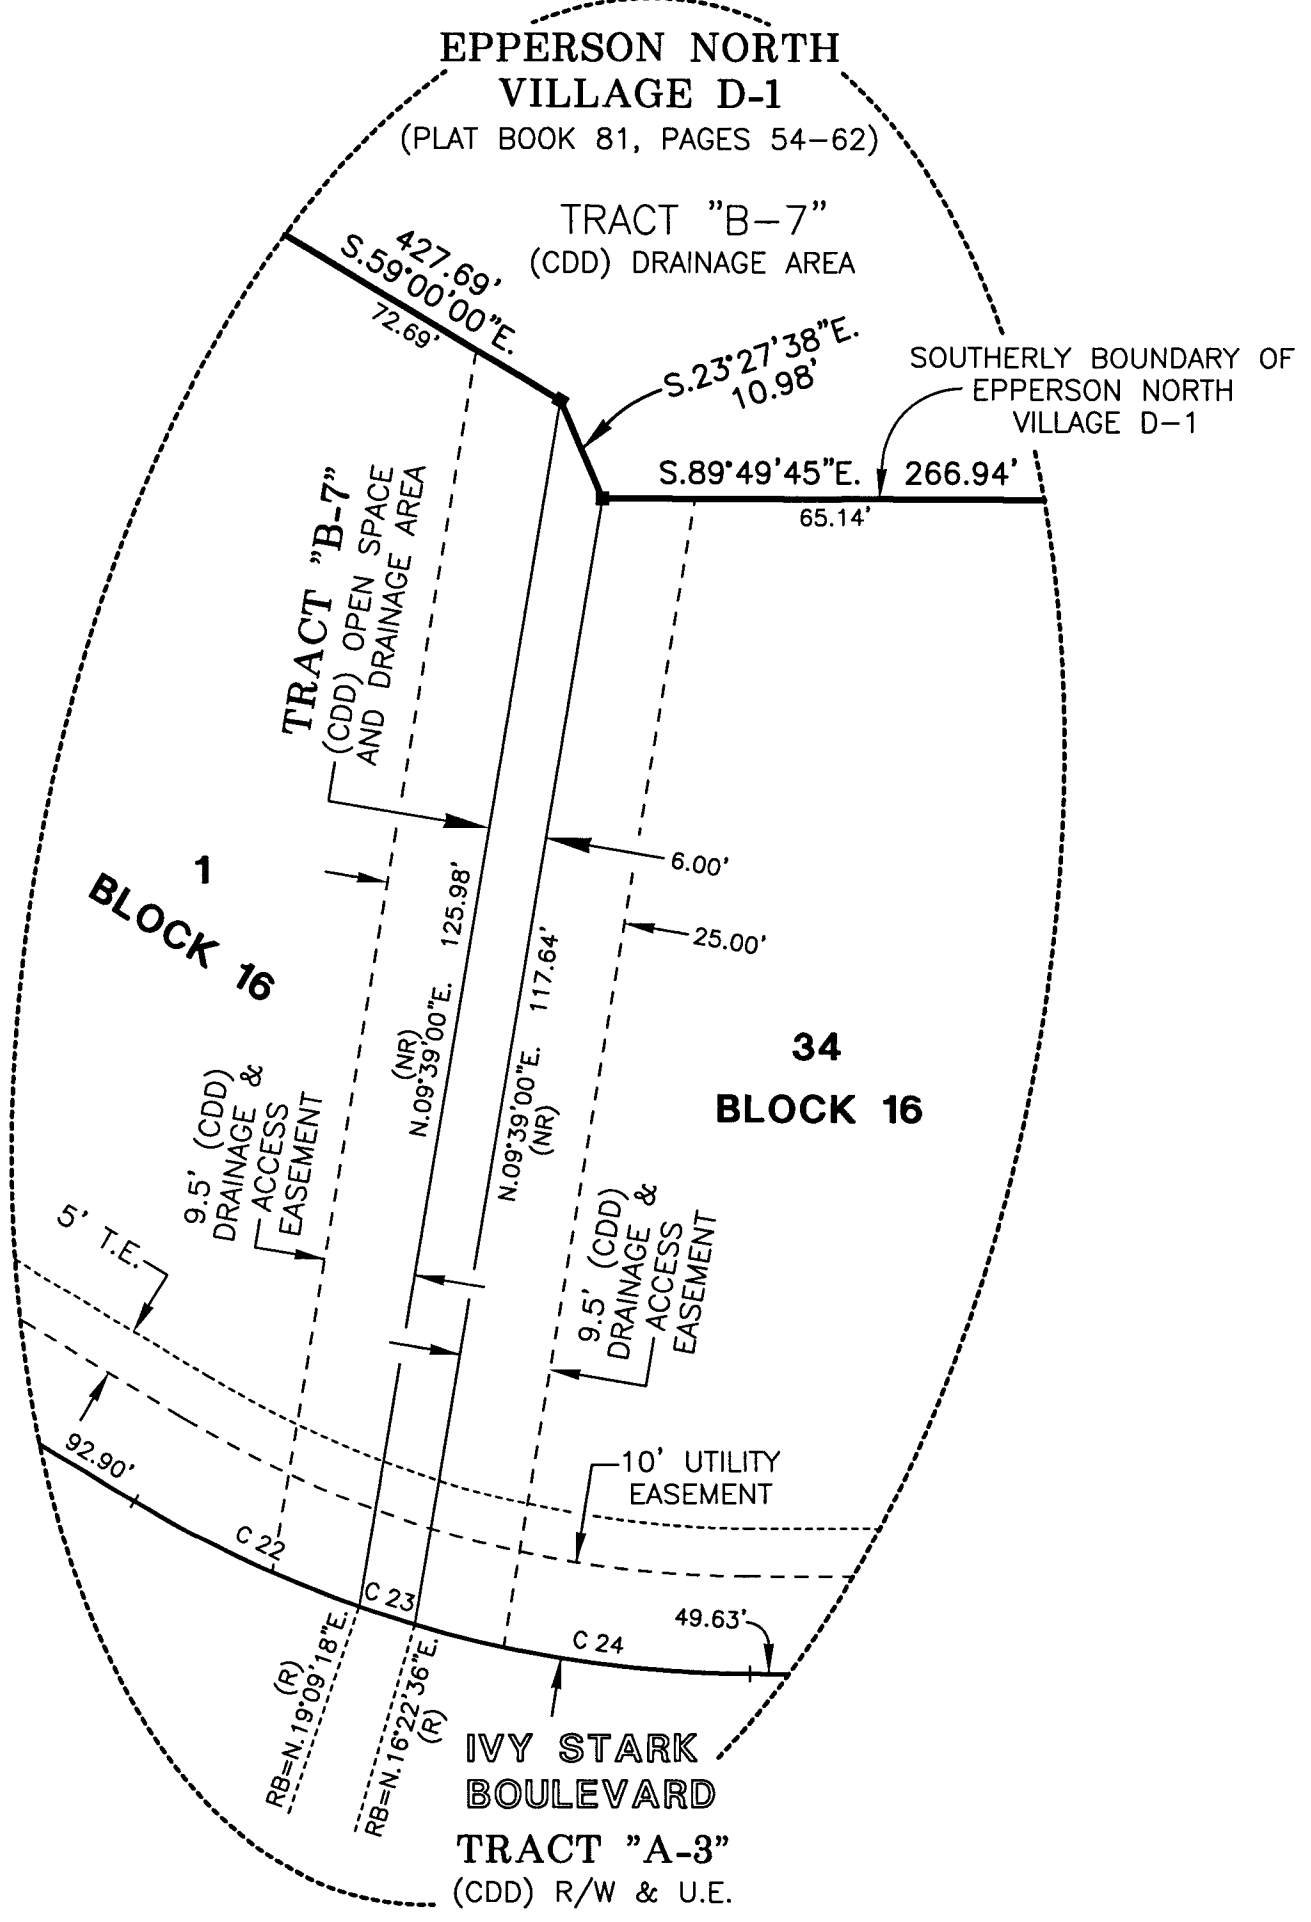 EPPERSON NORTH
VILLAGE D-1
(PLAT BOOK 81, PAGES 54-62)
TRACT "B-7"
(CDD) DRAINAGE AREA
427.69'
S.59°00'00"E.
72.69'
S.23°27'38"E.
10.98'
SOUTHERLY BOUNDARY OF
EPPERSON NORTH
VILLAGE D-1
S.89°49'45"E. 266.94'
65.14'
TRACT "B-7"
(CDD) OPEN SPACE
AND DRAINAGE AREA
6.00'
25.00'
1
BLOCK 16
N.09°39'00"E. 125.98'
(NR)
N.09°39'00"E. 117.64'
(NR)
34
BLOCK 16
9.5' (CDD)
DRAINAGE &
ACCESS
EASEMENT
9.5' (CDD)
DRAINAGE &
ACCESS
EASEMENT
5' T.E.
92.90'
10' UTILITY
EASEMENT
C 22
C 23
C 24
49.63'
RB=N.19°09'18"E.
(R)
RB=N.16°22'36"E.
(R)
IVY STARK
BOULEVARD
TRACT "A-3"
(CDD) R/W & U.E.